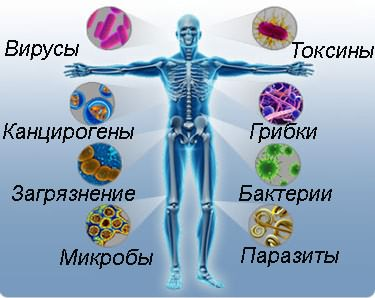 Вирусы
Токсины
Канцирогены
Грибки
Загрязнение
Бактерии
Микробы
Паразиты